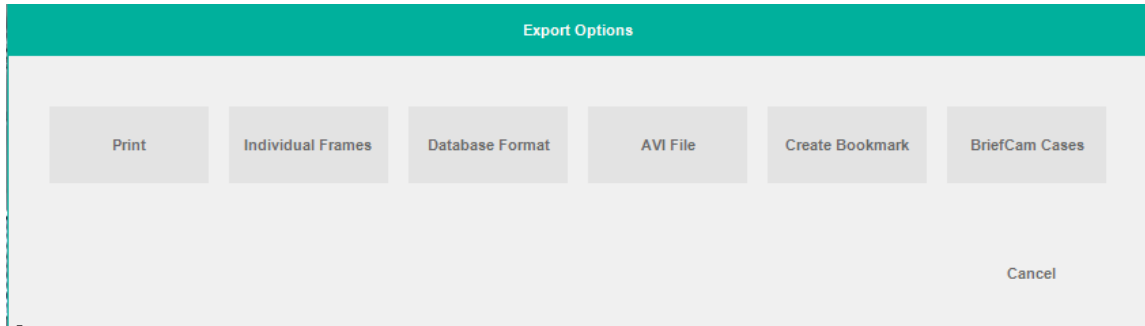 Export Options
Print Individual Frames Database Format AVI File Create Bookmark BriefCam Cases
Cancel